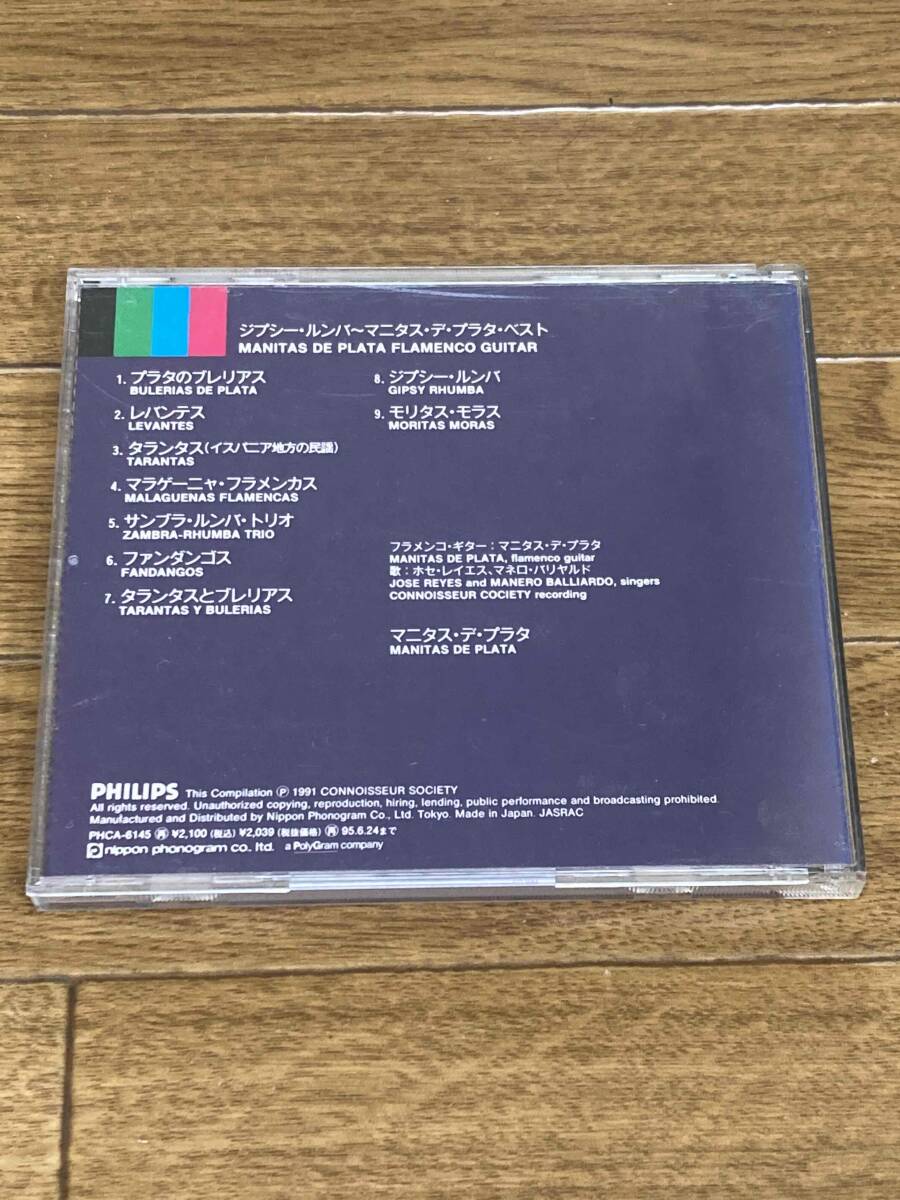 ジプシー・ルンバ〜マニタス・デ・プラタ・ベスト
MANITAS DE PLATA FLAMENCO GUITAR
1. プラタのブレリアス
BULERIAS DE PLATA
2. レバンテス
LEVANTES
3. タランタス(イスパニア地方の民謡)
TARANTAS
4. マラゲーニャ・フラメンカス
MALAGUENAS FLAMENCAS
5. サンブラ・ルンバ・トリオ
ZAMBRA-RHUMBA TRIO
6. ファンダンゴス
FANDANGOS
7. タランタスとブレリアス
TARANTAS Y BULERIAS
8. ジプシー・ルンバ
GIPSY RHUMBA
9. モリタス・モラス
MORITAS MORAS
フラメンコ・ギター：マニタス・デ・プラタ
MANITAS DE PLATA, flamenco guitar
歌：ホセ・レイエス、マネロ・バリヤルド
JOSE REYES and MANERO BALLIARDO, singers
CONNOISSEUR COCIETY recording
マニタス・デ・プラタ
MANITAS DE PLATA
PHILIPS This Compilation Ⓟ 1991 CONNOISSEUR SOCIETY
All rights reserved. Unauthorized copying, reproduction, hiring, lending, public performance and broadcasting prohibited.
Manufactured and Distributed by Nippon Phonogram Co., Ltd. Tokyo. Made in Japan. JASRAC
PHCA-6145 ㊢ ¥2,100 (税込) ¥2,039 (税抜価格) 再 95.6.24まで
nippon phonogram co., ltd. a PolyGram company